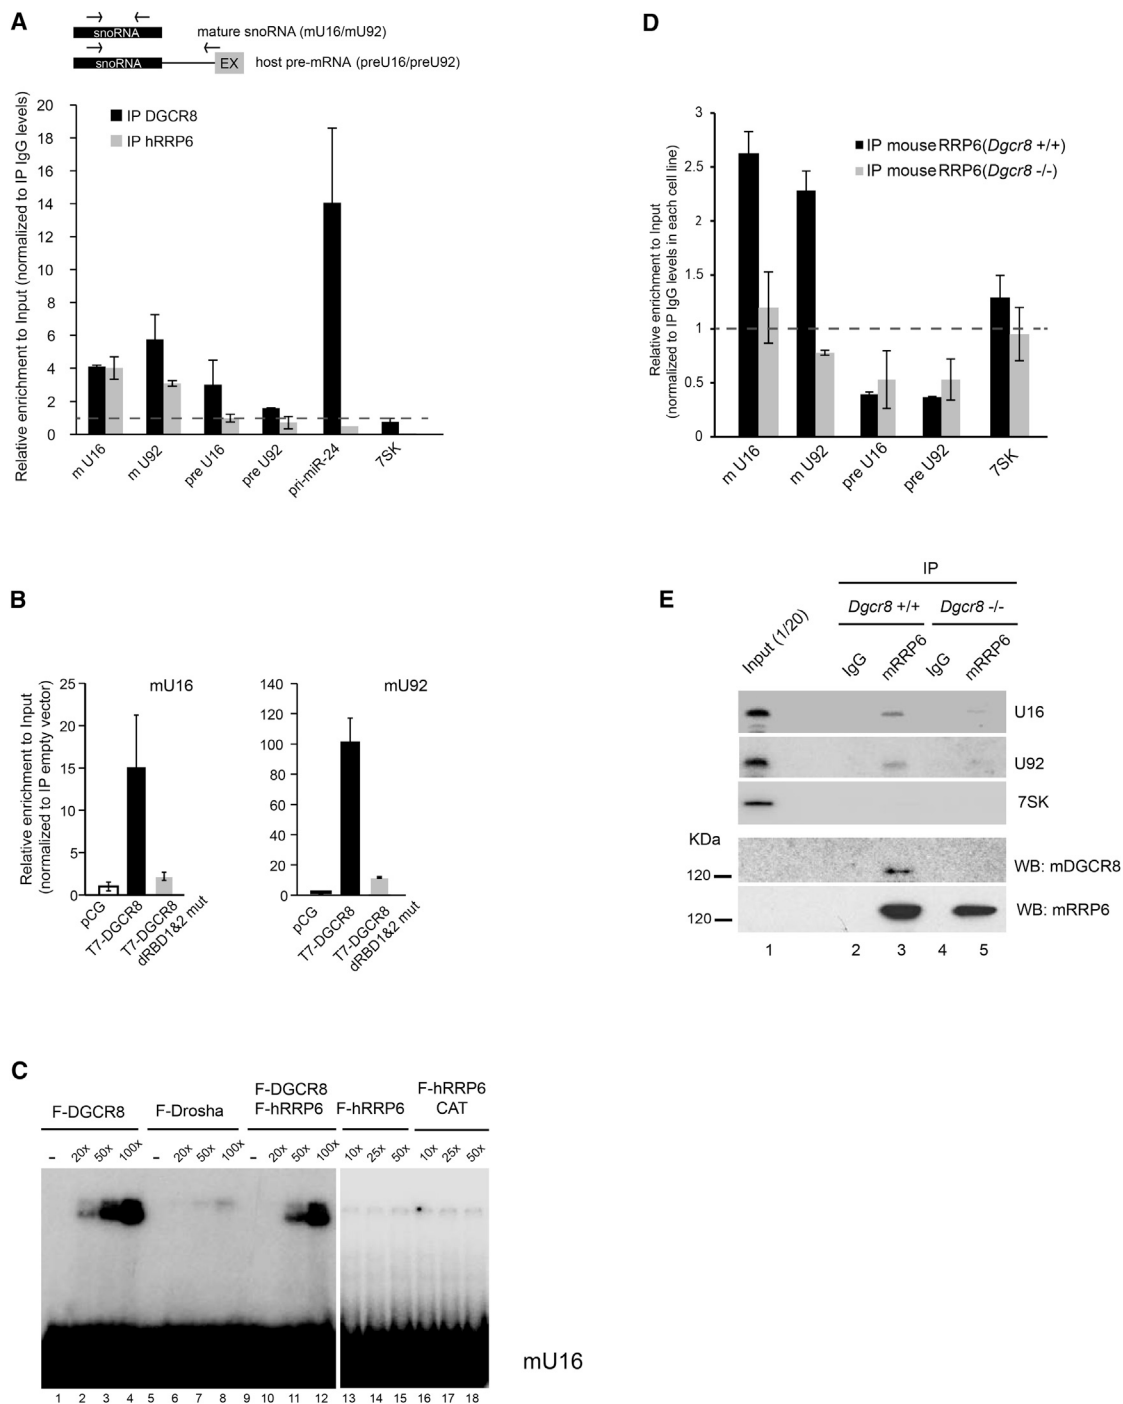 A
snoRNA
mature snoRNA (mU16/mU92)
snoRNA
EX
host pre-mRNA (preU16/preU92)
Relative enrichment to Input (normalized to IP IgG levels)
20
18
16
14
12
10
8
6
4
2
0
IP DGCR8
IP hRRP6
m U16
m U92
pre U16
pre U92
pri-miR-24
7SK
B
Relative enrichment to Input
(normalized to IP empty vector)
mU16
25
20
15
10
5
0
pCG
T7-DGCR8
T7-DGCR8
dRBD1&2 mut
mU92
140
120
100
80
60
40
20
0
pCG
T7-DGCR8
T7-DGCR8
dRBD1&2 mut
C
F-DGCR8
F-Drosha
F-DGCR8
F-hRRP6
F-hRRP6
F-hRRP6
CAT
- 20x 50x 100x - 20x 50x 100x - 20x 50x 100x 10x 25x 50x 10x 25x 50x
mU16
1 2 3 4 5 6 7 8 9 10 11 12 13 14 15 16 17 18
D
Relative enrichment to Input
(normalized to IP IgG levels in each cell line)
3
2.5
2
1.5
1
0.5
0
IP mouse RRP6(Dgcr8 +/+)
IP mouse RRP6(Dgcr8 -/-)
m U16
m U92
pre U16
pre U92
7SK
E
IP
Dgcr8 +/+
Dgcr8 -/-
Input (1/20)
IgG
mRRP6
IgG
mRRP6
U16
U92
7SK
KDa
120
WB: mDGCR8
120
WB: mRRP6
1 2 3 4 5